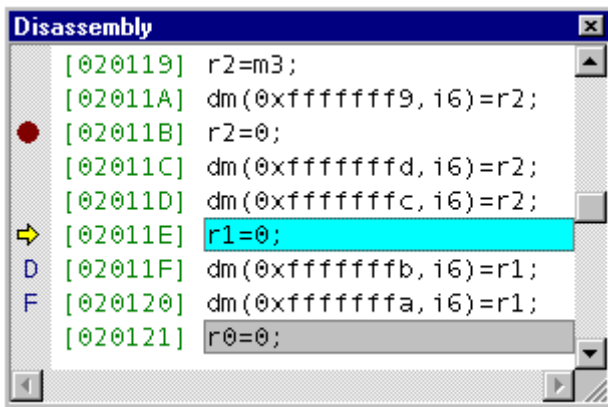 Disassembly
[020119] r2=m3;
[02011A] dm(0xfffffff9,i6)=r2;
[02011B] r2=0;
[02011C] dm(0xfffffffd,i6)=r2;
[02011D] dm(0xfffffffc,i6)=r2;
[02011E] r1=0;
D [02011F] dm(0xfffffffb,i6)=r1;
F [020120] dm(0xfffffffa,i6)=r1;
[020121] r0=0;